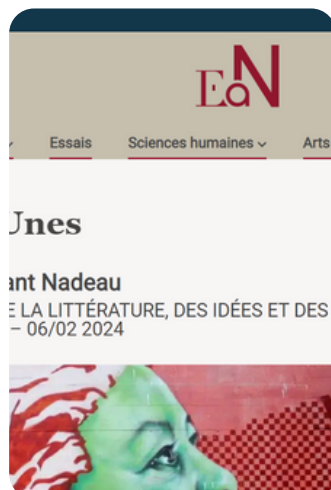 EaN
Essais Sciences humaines Arts
Unes
ant Nadeau
E LA LITTÉRATURE, DES IDÉES ET DES
– 06/02 2024